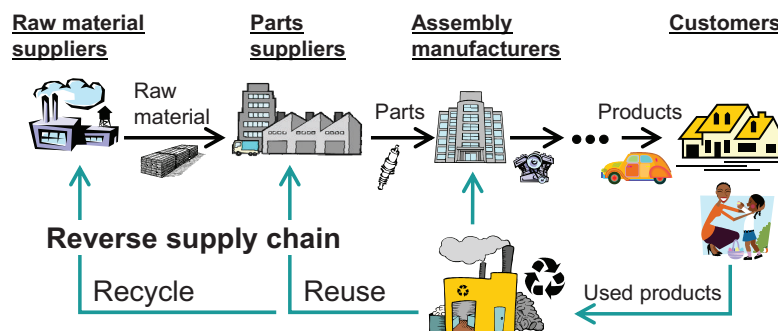 Raw material
suppliers
Parts
suppliers
Assembly
manufacturers
Customers
Raw
material
Parts
Products
Reverse supply chain
Recycle
Reuse
Used products